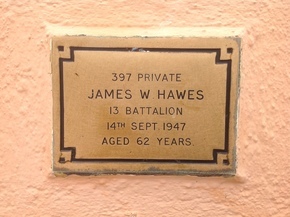 397 PRIVATE
JAMES W HAWES
13 BATTALION
14TH SEPT. 1947
AGED 62 YEARS